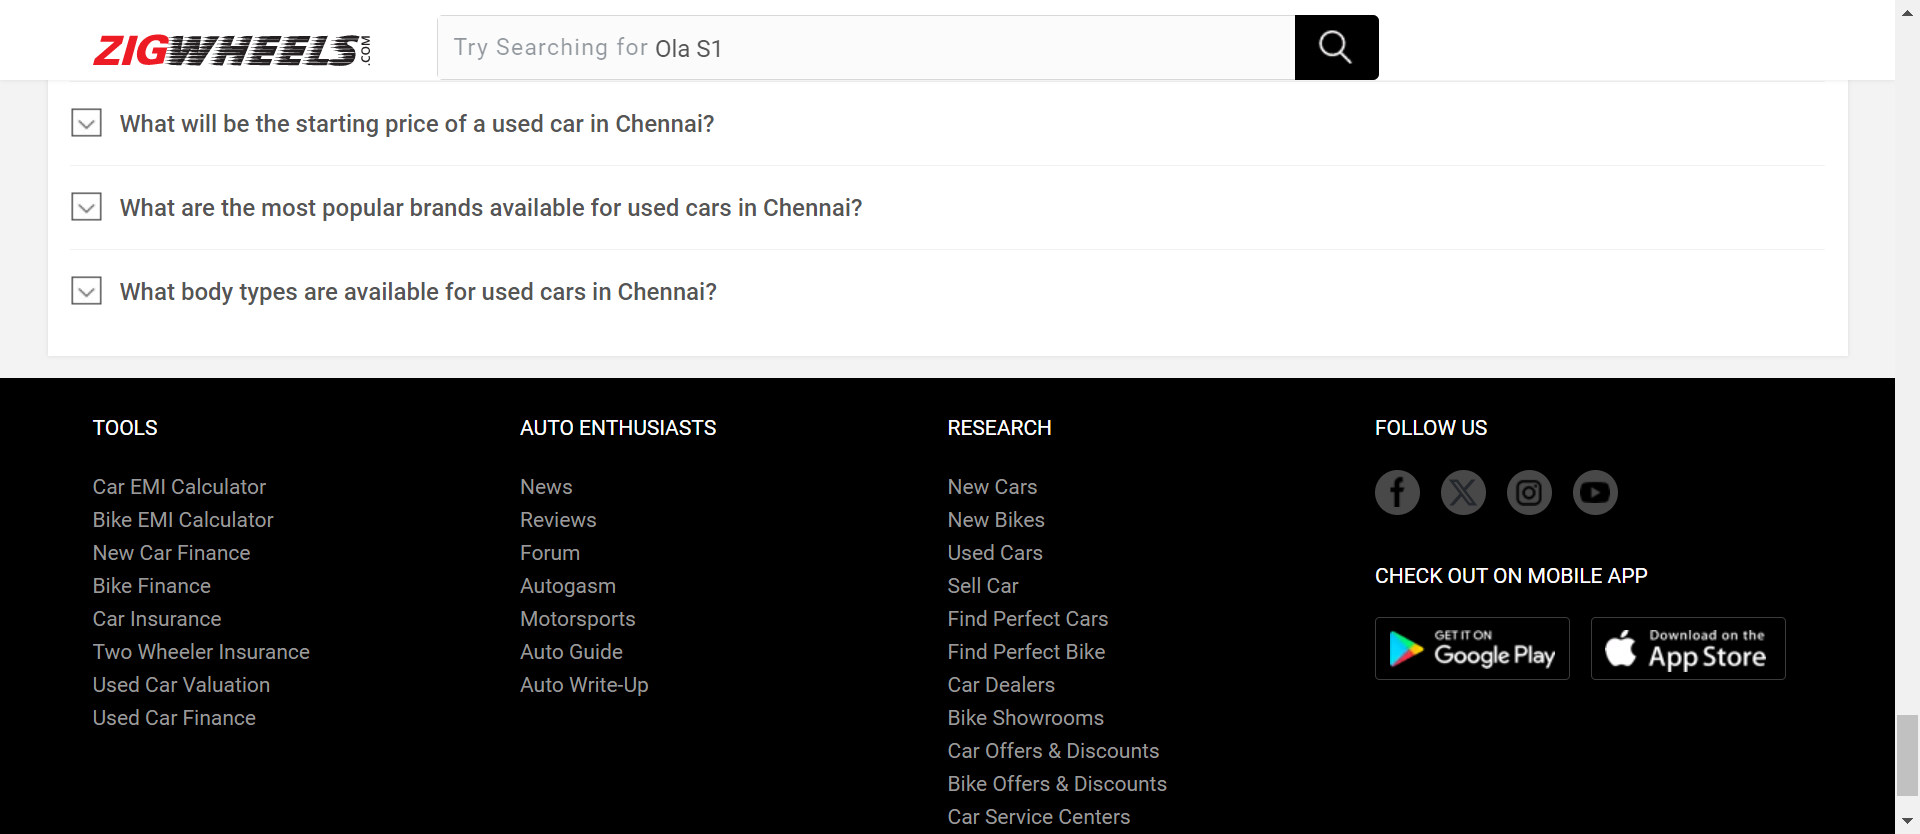 ZIGWHEELS.COM
Try Searching for Ola S1
What will be the starting price of a used car in Chennai?
What are the most popular brands available for used cars in Chennai?
What body types are available for used cars in Chennai?
TOOLS
Car EMI Calculator
Bike EMI Calculator
New Car Finance
Bike Finance
Car Insurance
Two Wheeler Insurance
Used Car Valuation
Used Car Finance
AUTO ENTHUSIASTS
News
Reviews
Forum
Autogasm
Motorsports
Auto Guide
Auto Write-Up
RESEARCH
New Cars
New Bikes
Used Cars
Sell Car
Find Perfect Cars
Find Perfect Bike
Car Dealers
Bike Showrooms
Car Offers & Discounts
Bike Offers & Discounts
Car Service Centers
FOLLOW US
CHECK OUT ON MOBILE APP
GET IT ON
Google Play
Download on the
App Store